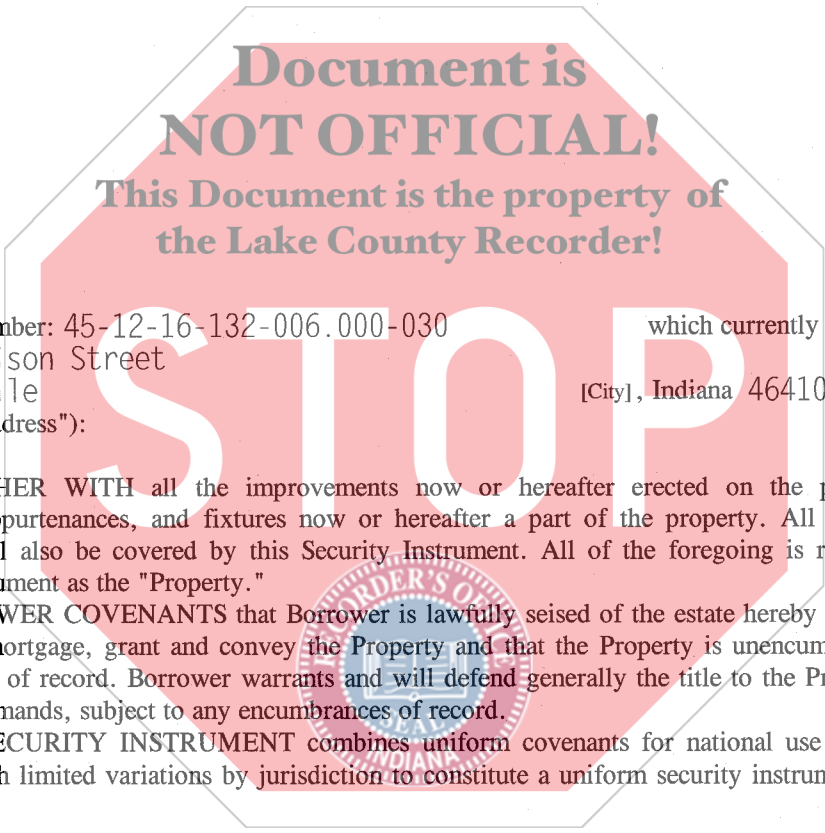 Document is
NOT OFFICIAL!
This Document is the property of
the Lake County Recorder!
mber: 45-12-16-132-006.000-030 which currently
son Street
le [City], Indiana 46410
dress"):
STOP
HER WITH all the improvements now or hereafter erected on the p
purtenances, and fixtures now or hereafter a part of the property. All
l also be covered by this Security Instrument. All of the foregoing is r
ument as the "Property."
WER COVENANTS that Borrower is lawfully seised of the estate hereby
ortgage, grant and convey the Property and that the Property is unencum
of record. Borrower warrants and will defend generally the title to the Pr
mands, subject to any encumbrances of record.
ECURITY INSTRUMENT combines uniform covenants for national use
h limited variations by jurisdiction to constitute a uniform security instrum
RECORDER'S OFFICE
SEAL
INDIANA